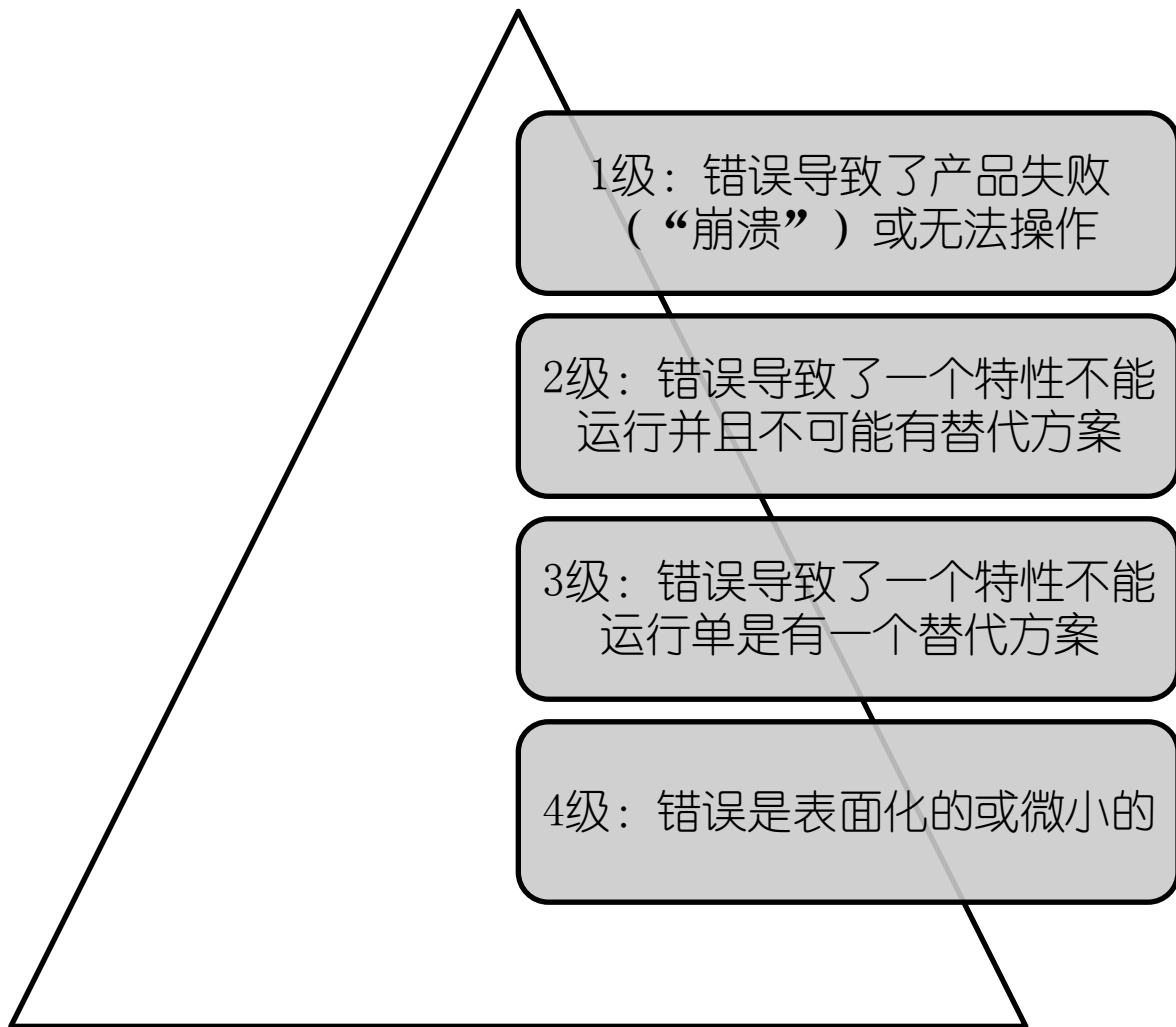 1级：错误导致了产品失败
（“崩溃”）或无法操作
2级：错误导致了一个特性不能
运行并且不可能有替代方案
3级：错误导致了一个特性不能
运行单是有一个替代方案
4级：错误是表面化的或微小的